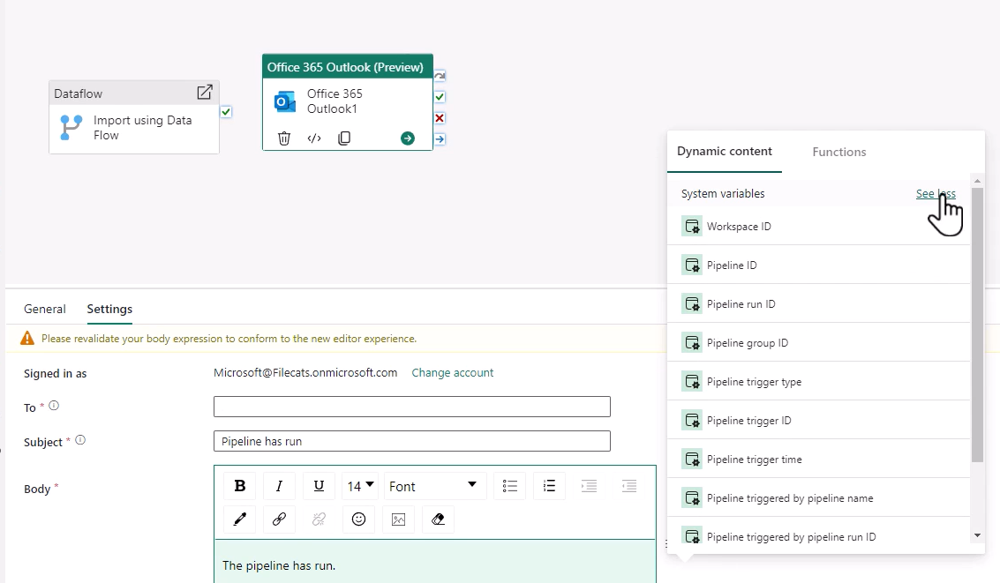 Dataflow
Import using Data
Flow
Office 365 Outlook (Preview)
Office 365
Outlook1
Dynamic content
Functions
System variables
See less
Workspace ID
Pipeline ID
Pipeline run ID
Pipeline group ID
Pipeline trigger type
Pipeline trigger ID
Pipeline trigger time
Pipeline triggered by pipeline name
Pipeline triggered by pipeline run ID
General
Settings
Please revalidate your body expression to conform to the new editor experience.
Signed in as
Microsoft@Filecats.onmicrosoft.com
Change account
To *
Subject *
Pipeline has run
Body *
B I U 14 Font
The pipeline has run.